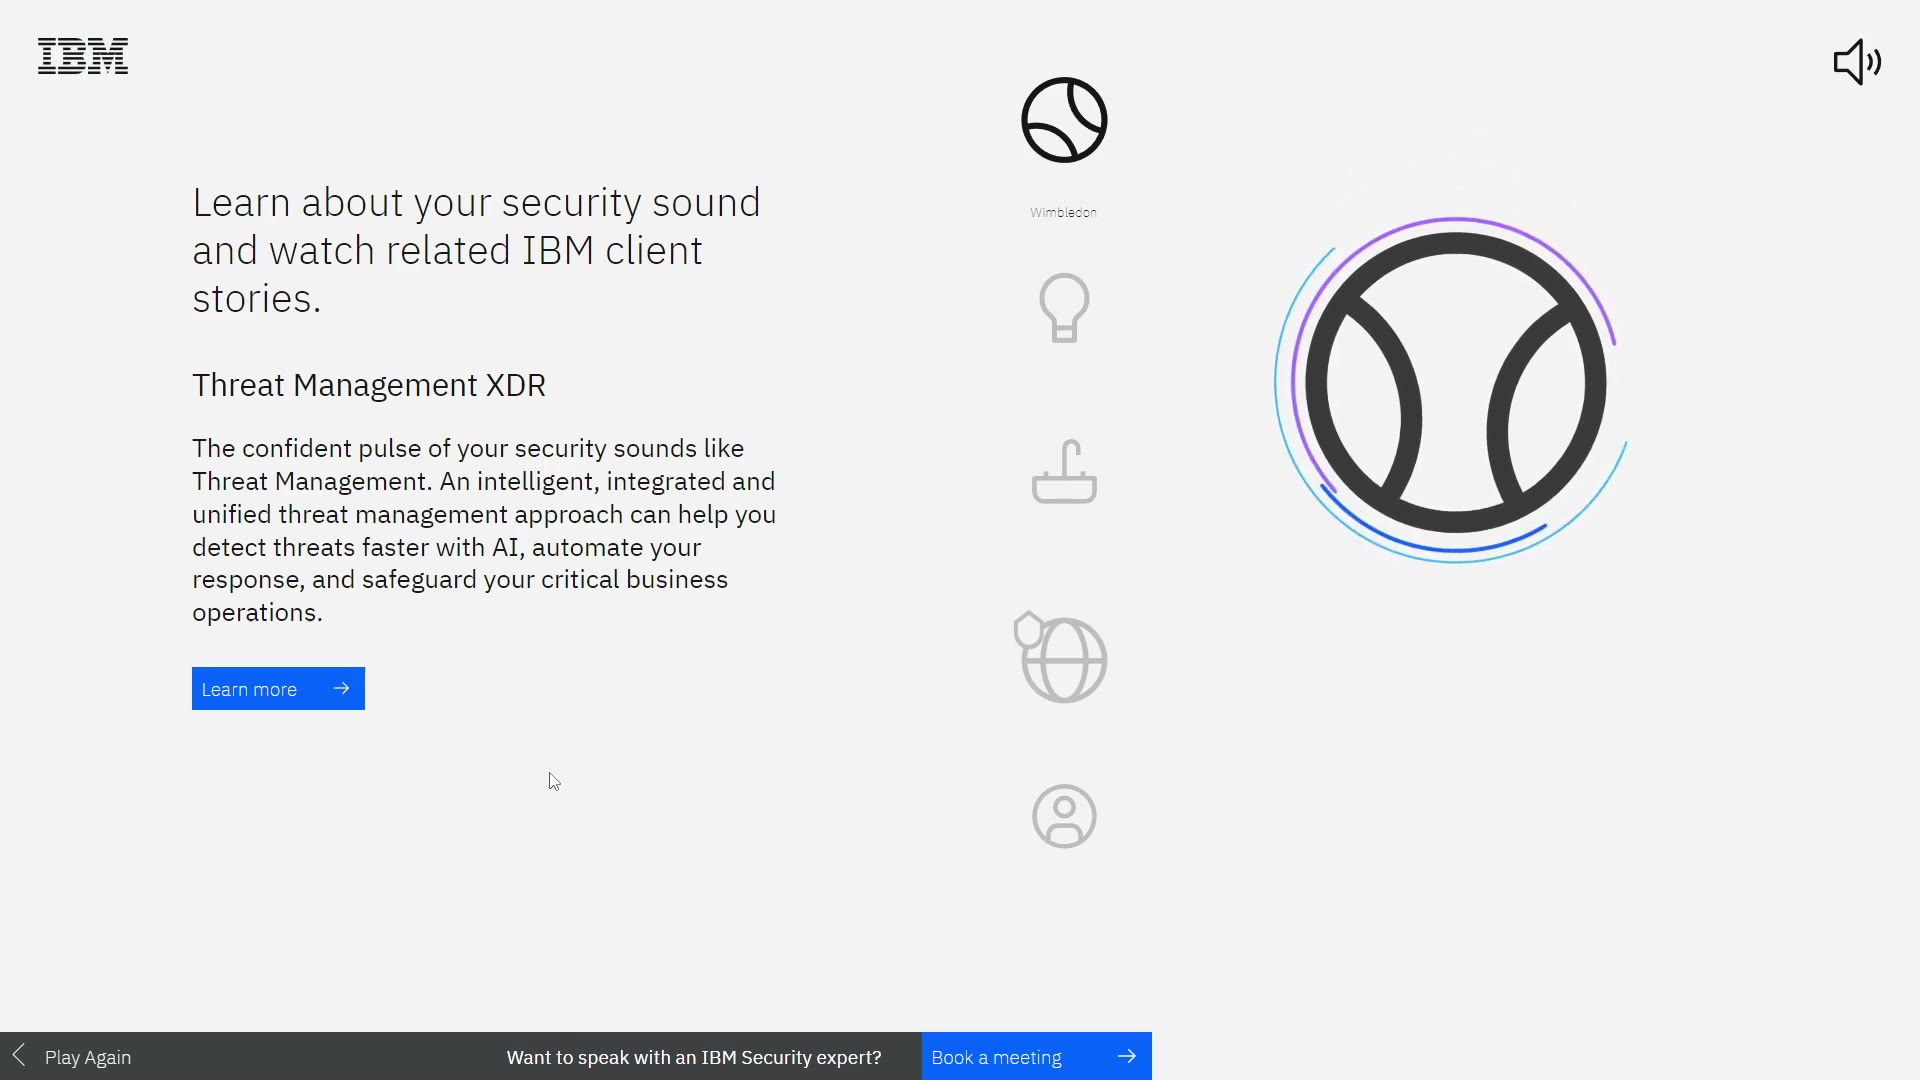 IBM
Learn about your security sound
and watch related IBM client
stories.
Threat Management XDR
The confident pulse of your security sounds like
Threat Management. An intelligent, integrated and
unified threat management approach can help you
detect threats faster with AI, automate your
response, and safeguard your critical business
operations.
Learn more
Wimbledon
Play Again
Want to speak with an IBM Security expert?
Book a meeting